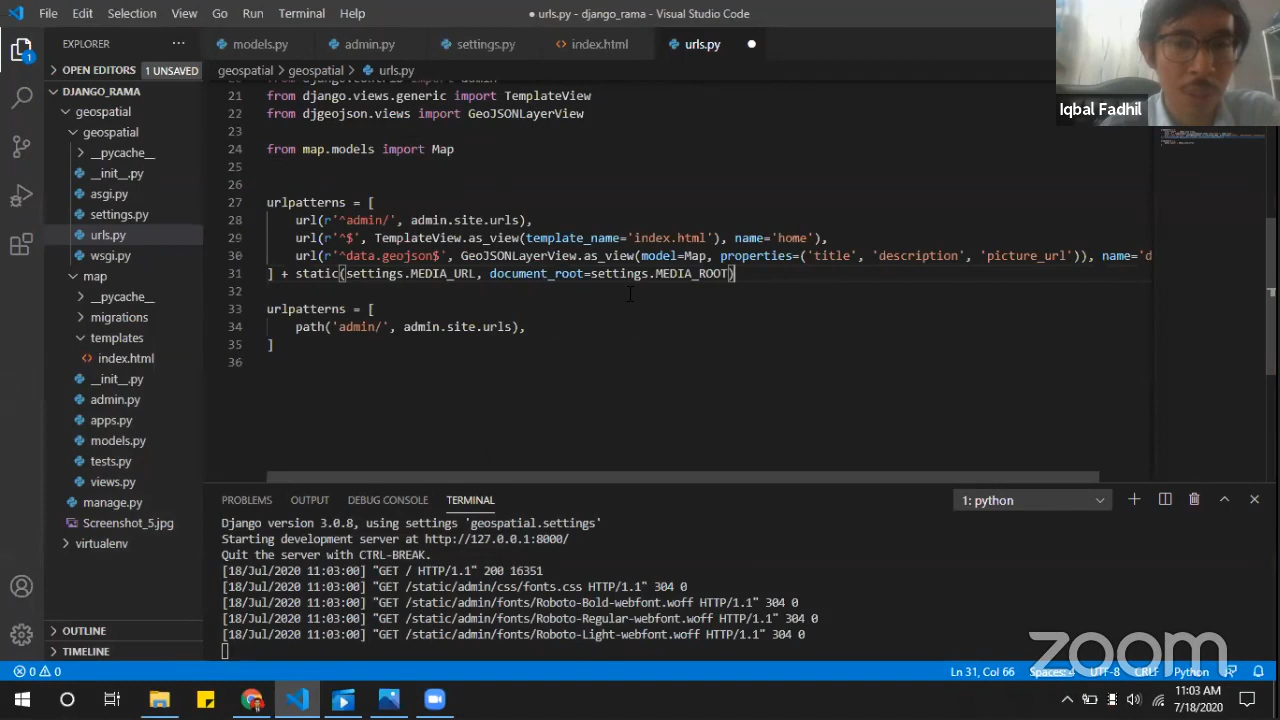 File Edit Selection View Go Run Terminal Help
● urls.py - django_rama - Visual Studio Code
EXPLORER
OPEN EDITORS 1 UNSAVED
DJANGO_RAMA
geospatial
geospatial
__pycache__
__init__.py
asgi.py
settings.py
urls.py
wsgi.py
map
__pycache__
migrations
templates
index.html
__init__.py
admin.py
apps.py
models.py
tests.py
views.py
manage.py
Screenshot_5.jpg
virtualenv
OUTLINE
TIMELINE
models.py admin.py settings.py index.html urls.py
geospatial > geospatial > urls.py
21 from django.views.generic import TemplateView
22 from djgeojson.views import GeoJSONLayerView
23
24 from map.models import Map
25
26
27 urlpatterns = [
28 url(r'^admin/', admin.site.urls),
29 url(r'^$', TemplateView.as_view(template_name='index.html'), name='home'),
30 url(r'^data.geojson$', GeoJSONLayerView.as_view(model=Map, properties=('title', 'description', 'picture_url')), name='d
31 ] + static(settings.MEDIA_URL, document_root=settings.MEDIA_ROOT)
32
33 urlpatterns = [
34 path('admin/', admin.site.urls),
35 ]
36
Iqbal Fadhil
PROBLEMS OUTPUT DEBUG CONSOLE TERMINAL 1: python
Django version 3.0.8, using settings 'geospatial.settings'
Starting development server at http://127.0.0.1:8000/
Quit the server with CTRL-BREAK.
[18/Jul/2020 11:03:00] "GET / HTTP/1.1" 200 16351
[18/Jul/2020 11:03:00] "GET /static/admin/css/fonts.css HTTP/1.1" 304 0
[18/Jul/2020 11:03:00] "GET /static/admin/fonts/Roboto-Bold-webfont.woff HTTP/1.1" 304 0
[18/Jul/2020 11:03:00] "GET /static/admin/fonts/Roboto-Regular-webfont.woff HTTP/1.1" 304 0
[18/Jul/2020 11:03:00] "GET /static/admin/fonts/Roboto-Light-webfont.woff HTTP/1.1" 304 0
zoom
0 0 Ln 31, Col 66 Spaces: 4 UTF-8 CRLF Python
11:03 AM
7/18/2020
1